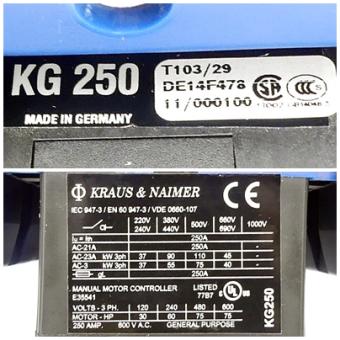 KG 250
MADE IN GERMANY
T103/29
DE14F478
11/000100
KRAUS & NAIMER
CE
IEC 947-3 / EN 60 947-3 / VDE 0660-107
220V 380V 500V 660V 1000V
240V 440V 690V
Iu = Ith 250A
AC-21A 250A
AC-23A kW 3ph 37 90 110 45 -
AC-3 kW 3ph 37 55 75 40 -
gL 250A
MANUAL MOTOR CONTROLLER
E35541
LISTED
77B7
UL
VOLTS - 3 PH. 120 240 480 600
MOTOR - HP 30 60 75 75
250 AMP. 600 V A.C. GENERAL PURPOSE
KG250